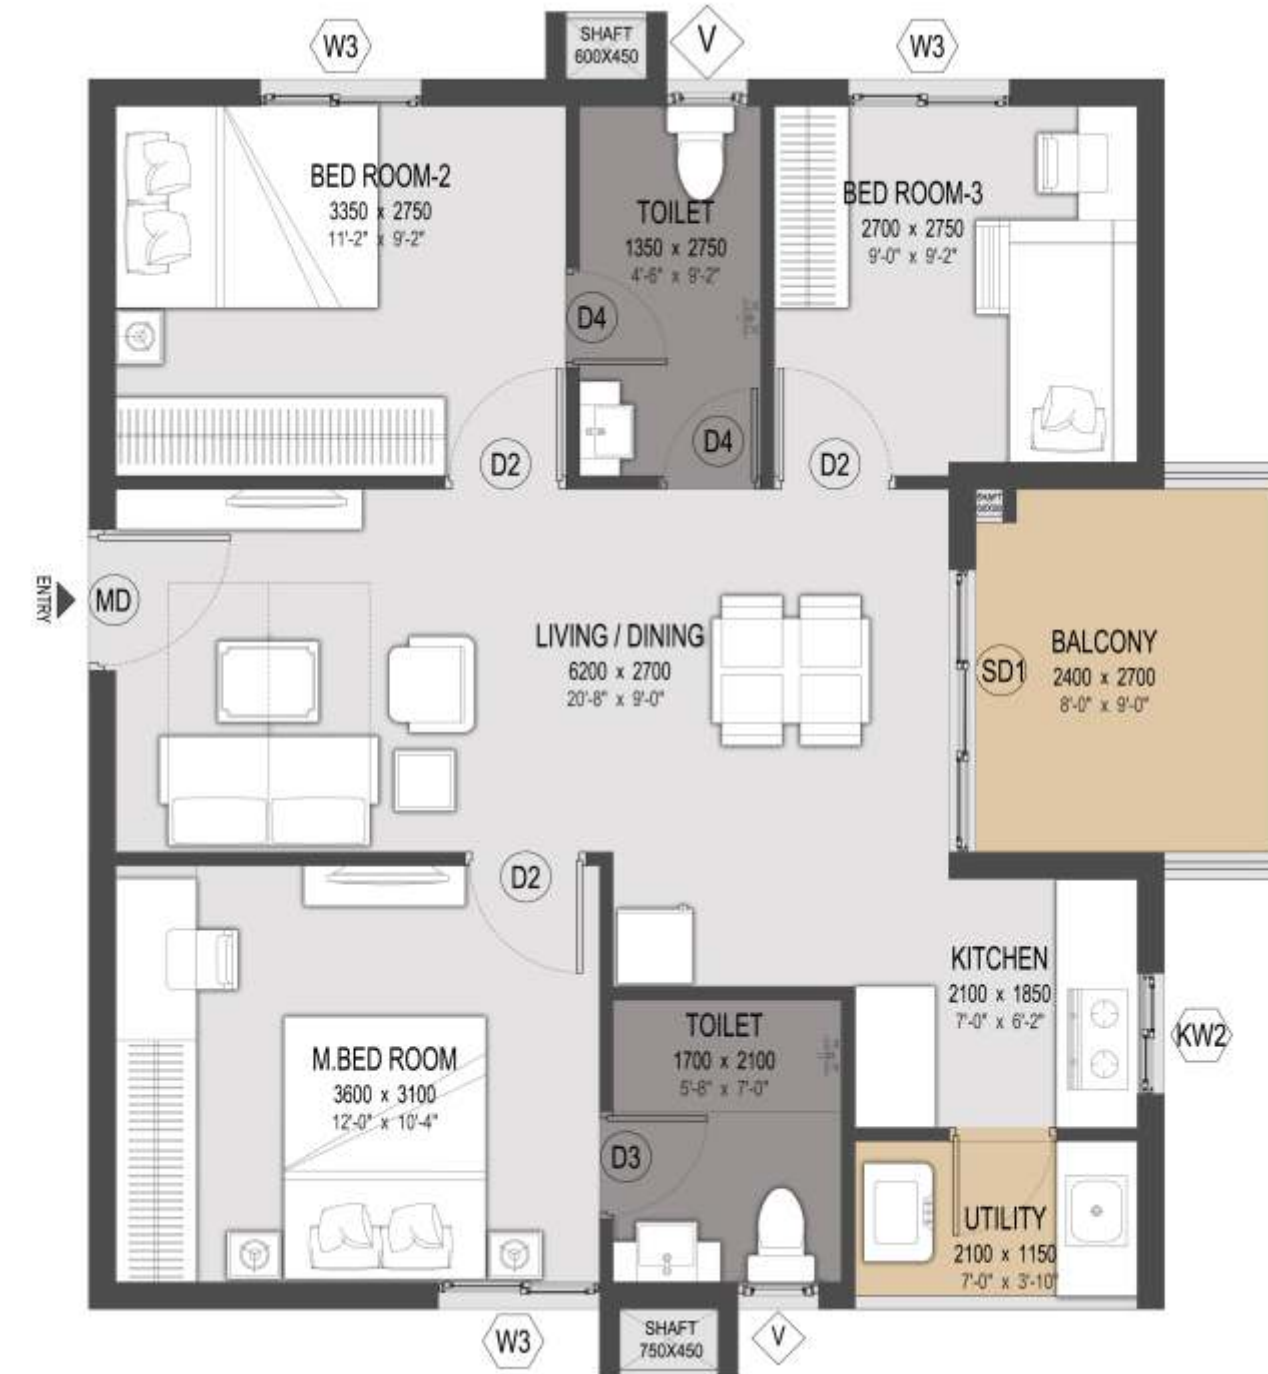 SHAFT
600X450
W3
V
W3
BED ROOM-2
3350 x 2750
11'-2" x 9'-2"
TOILET
1350 x 2750
4'-6" x 9'-2"
BED ROOM-3
2700 x 2750
9'-0" x 9'-2"
D4
D2
D4
D2
SHAFT
ENTRY
MD
LIVING / DINING
6200 x 2700
20'-8" x 9'-0"
SD1
BALCONY
2400 x 2700
8'-0" x 9'-0"
D2
KITCHEN
2100 x 1850
7'-0" x 6'-2"
KW2
M.BED ROOM
3600 x 3100
12'-0" x 10'-4"
TOILET
1700 x 2100
5'-8" x 7'-0"
D3
UTILITY
2100 x 1150
7'-0" x 3'-10"
W3
SHAFT
750X450
V